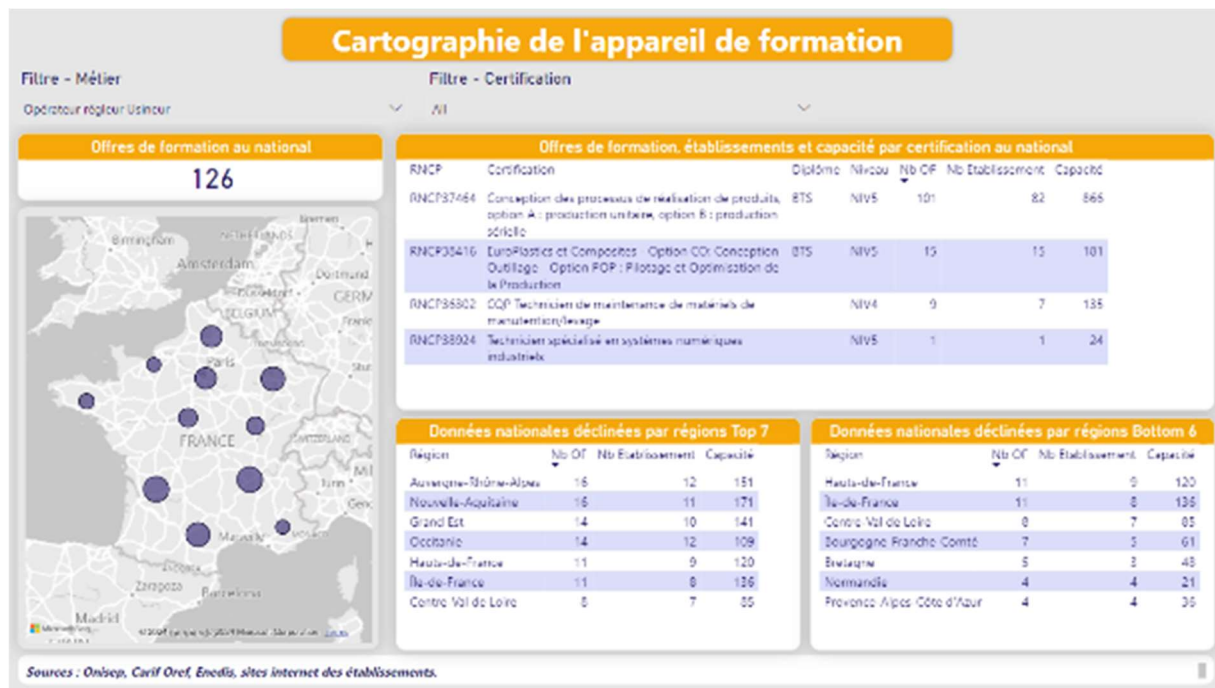 Cartographie de l'appareil de formation
Filtre - Métier
Filtre - Certification
Opérateur régleur Usineur
All
Offres de formation au national
126
Offres de formation, établissements et capacité par certification au national
RNCP Certification Diplôme Niveau Nb OF Nb Etablissement Capacité
RNCP37464 Conception des processus de réalisation de produits, BTS NIV5 101 82 866
option A : production unitaire, option B : production
sérielle
RNCP38416 EuroPlastics et Composites - Option CO: Conception BTS NIV5 15 15 101
Outillage - Option POP : Pilotage et Optimisation de
la Production
CQP Technicien de maintenance de matériels de NIV4 9 7 135
manutention/levage
RNCP38924 Technicien spécialisé en systèmes numériques NIV5 1 1 24
industriels
Birmingham
NETHERLANDS
Bremen
Amsterdam
Dortmund
GERM
BELGIUM
Paris
FRANCE
SWITZERLAND
Turin
Marseille
MONACO
Zaragoza
Barcelona
Madrid
Données nationales déclinées par régions Top 7
Région Nb OF Nb Etablissement Capacité
Auvergne-Rhône-Alpes 16 12 151
Nouvelle-Aquitaine 16 11 171
Grand Est 14 10 141
Occitanie 14 12 109
Hauts-de-France 11 9 120
Île-de-France 11 8 136
Centre-Val de Loire 8 7 85
Données nationales déclinées par régions Bottom 6
Région Nb OF Nb Etablissement Capacité
Hauts-de-France 11 9 120
Île-de-France 11 8 136
Centre-Val de Loire 8 7 85
Bourgogne-Franche-Comté 7 5 61
Bretagne 5 3 48
Normandie 4 4 21
Provence-Alpes-Côte d'Azur 4 4 36
Sources : Onisep, Carif Oref, Enedis, sites internet des établissements.